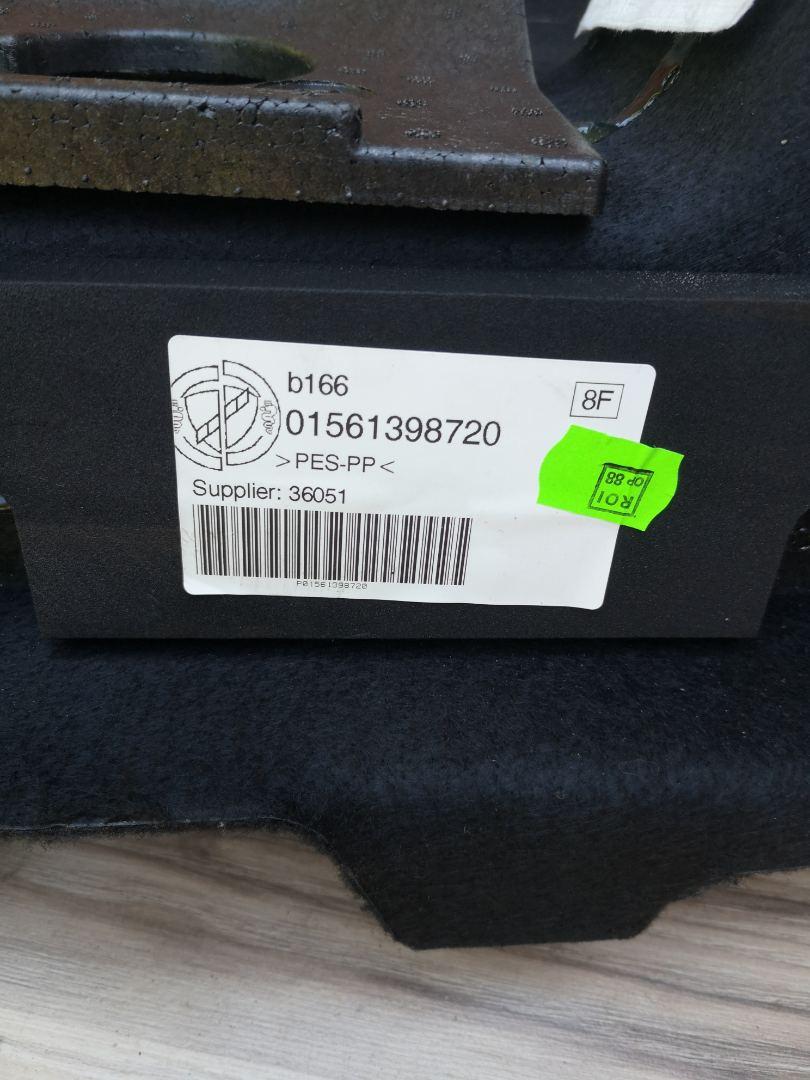 b166
8F
01561398720
>PES-PP<
ROI
OP 88
Supplier: 36051
P01561398720